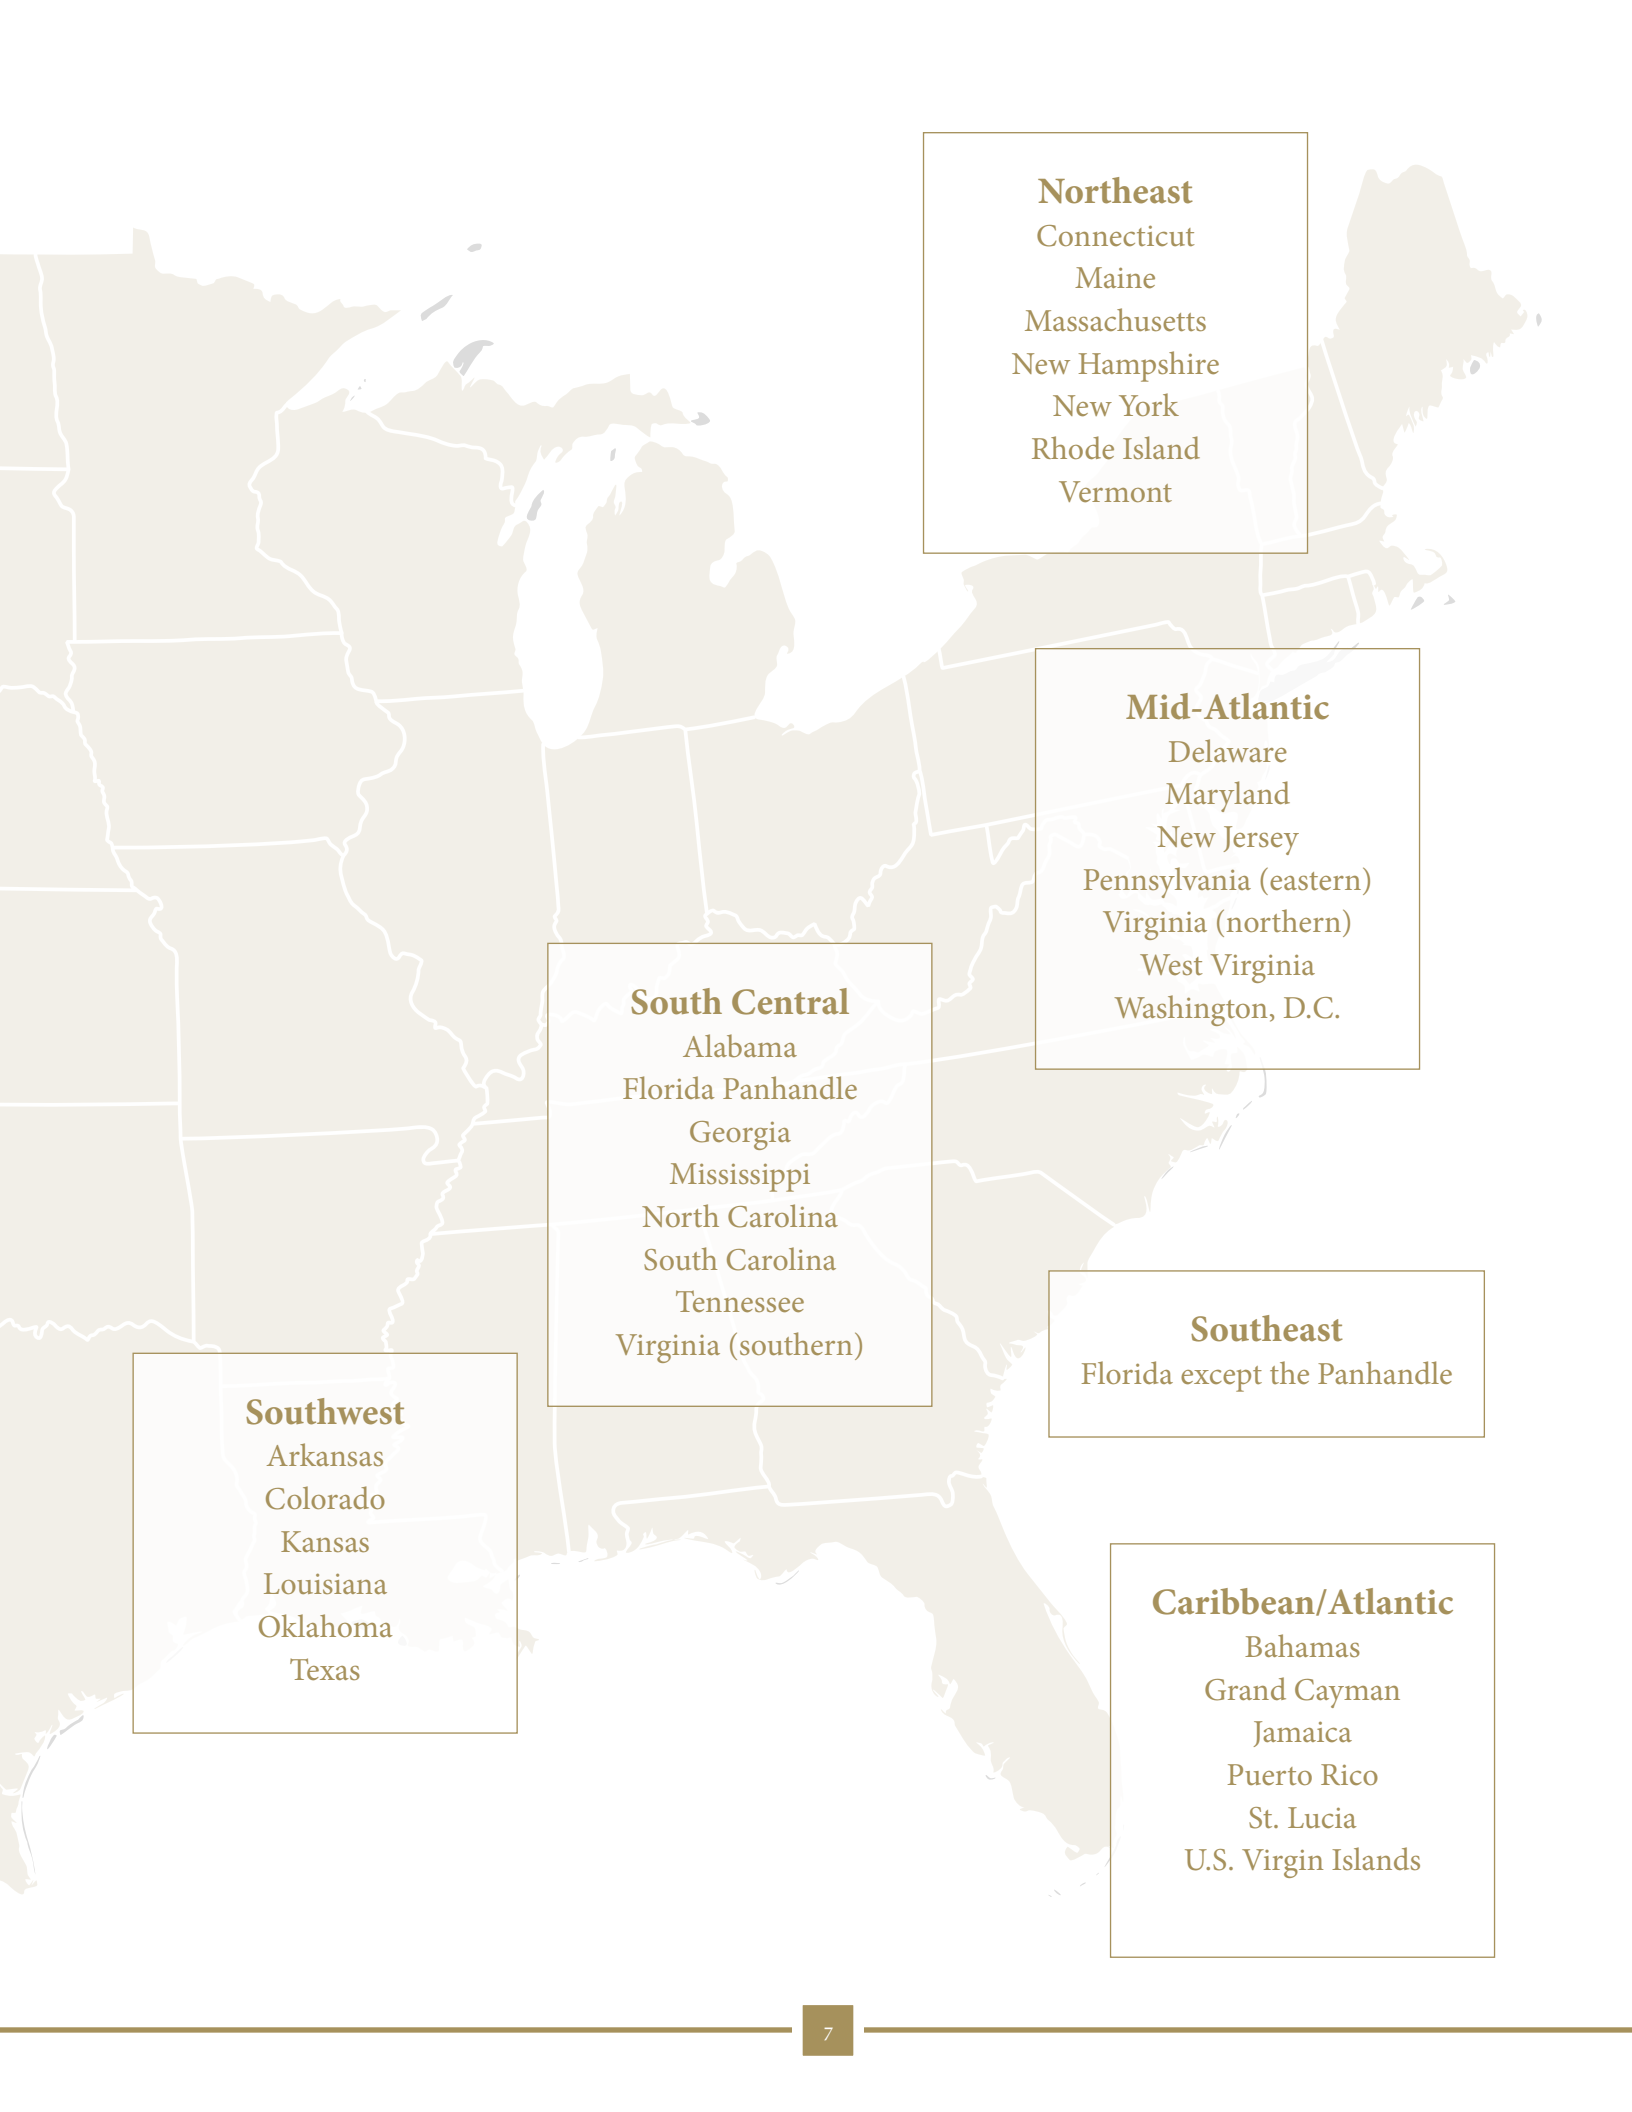 Northeast
Connecticut
Maine
Massachusetts
New Hampshire
New York
Rhode Island
Vermont
Mid-Atlantic
Delaware
Maryland
New Jersey
Pennsylvania (eastern)
Virginia (northern)
West Virginia
Washington, D.C.
South Central
Alabama
Florida Panhandle
Georgia
Mississippi
North Carolina
South Carolina
Tennessee
Virginia (southern)
Southeast
Florida except the Panhandle
Southwest
Arkansas
Colorado
Kansas
Louisiana
Oklahoma
Texas
Caribbean/Atlantic
Bahamas
Grand Cayman
Jamaica
Puerto Rico
St. Lucia
U.S. Virgin Islands
7